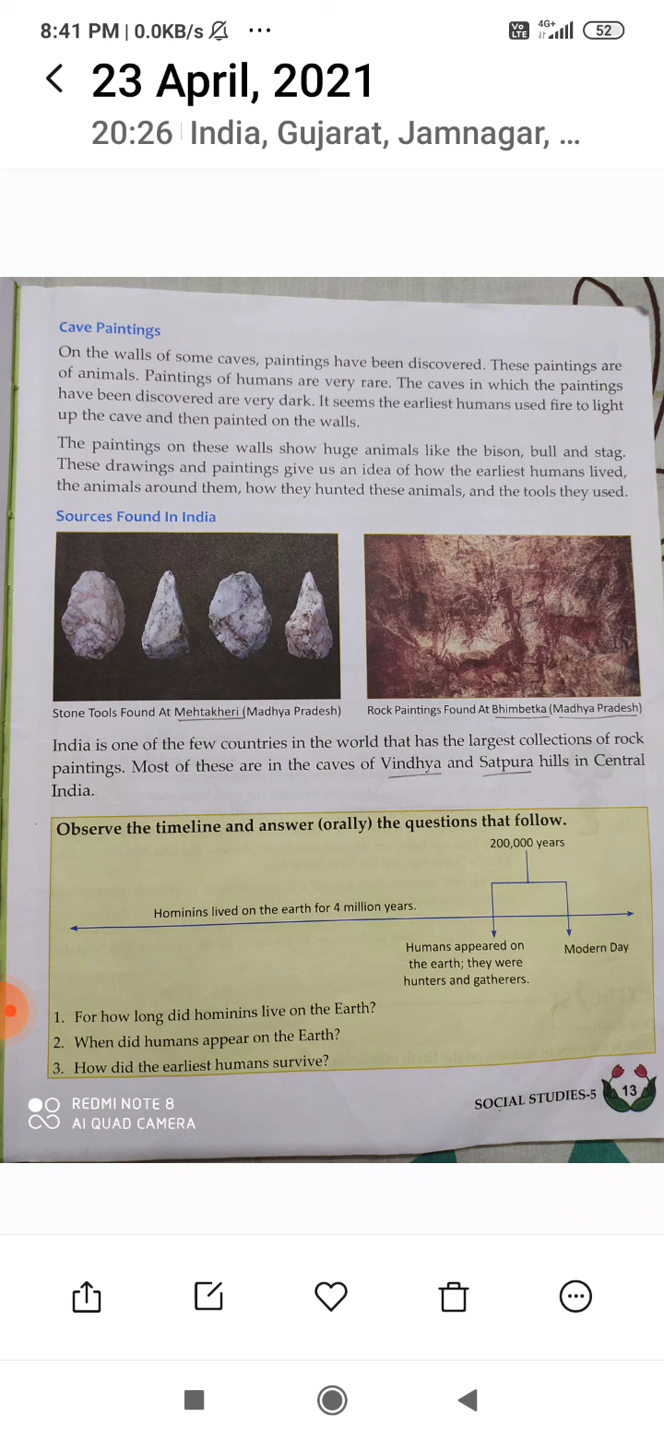 8:41 PM | 0.0KB/s ...
Vo LTE 4G+ 52
23 April, 2021
20:26 India, Gujarat, Jamnagar, ...
Cave Paintings
On the walls of some caves, paintings have been discovered. These paintings are
of animals. Paintings of humans are very rare. The caves in which the paintings
have been discovered are very dark. It seems the earliest humans used fire to light
up the cave and then painted on the walls.
The paintings on these walls show huge animals like the bison, bull and stag.
These drawings and paintings give us an idea of how the earliest humans lived,
the animals around them, how they hunted these animals, and the tools they used.
Sources Found In India
Stone Tools Found At Mehtakheri (Madhya Pradesh)
Rock Paintings Found At Bhimbetka (Madhya Pradesh)
India is one of the few countries in the world that has the largest collections of rock
paintings. Most of these are in the caves of Vindhya and Satpura hills in Central
India.
Observe the timeline and answer (orally) the questions that follow.
200,000 years
Hominins lived on the earth for 4 million years.
Humans appeared on
the earth; they were
hunters and gatherers.
Modern Day
1. For how long did hominins live on the Earth?
2. When did humans appear on the Earth?
3. How did the earliest humans survive?
SOCIAL STUDIES-5 13
REDMI NOTE 8
AI QUAD CAMERA